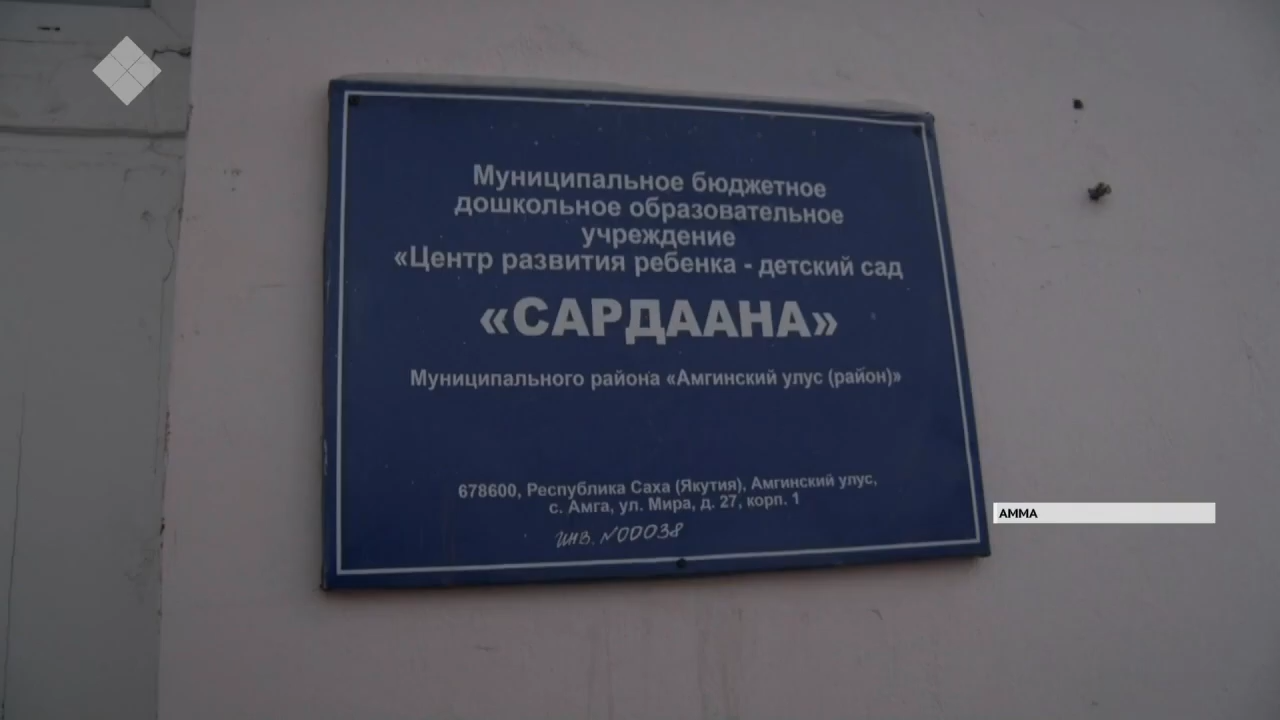 Муниципальное бюджетное
дошкольное образовательное
учреждение
«Центр развития ребенка - детский сад
«САРДААНА»
Муниципального района «Амгинский улус (район)»
678600, Республика Саха (Якутия), Амгинский улус,
с. Амга, ул. Мира, д. 27, корп. 1
инв. №00038
АММА